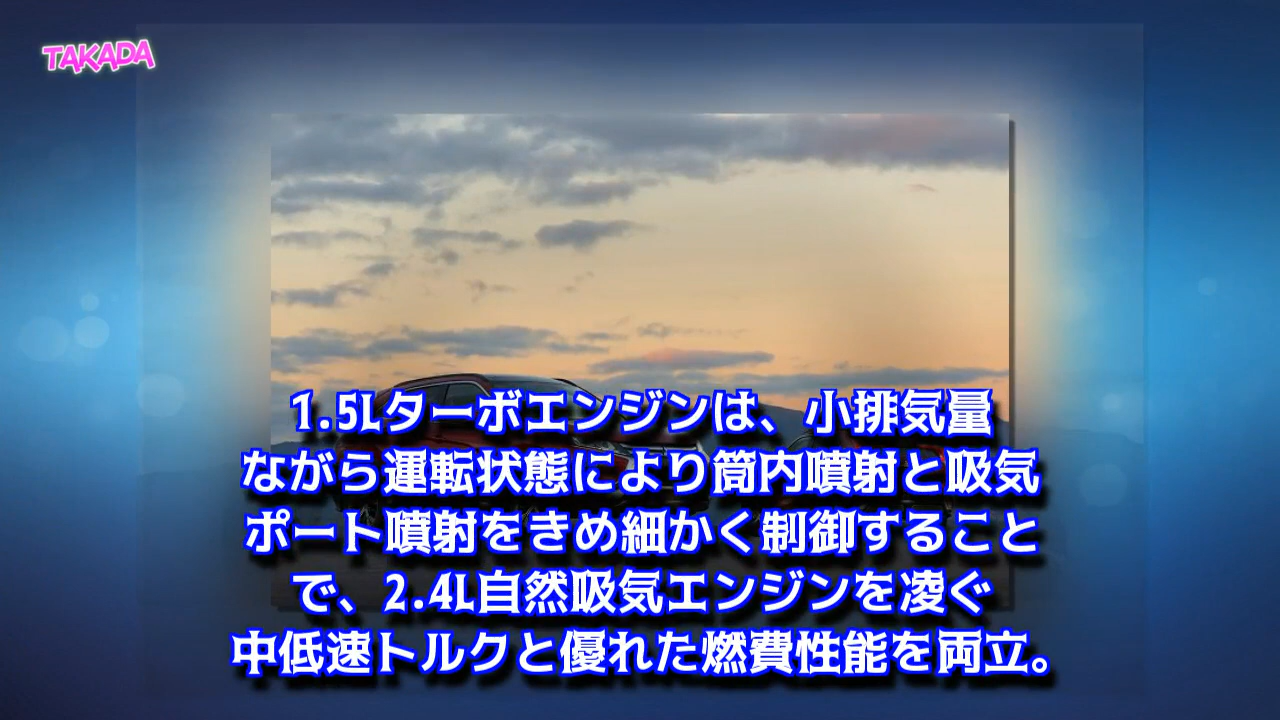 TAKADA
1.5Lターボエンジンは、小排気量
ながら運転状態により筒内噴射と吸気
ポート噴射をきめ細かく制御すること
で、2.4L自然吸気エンジンを凌ぐ
中低速トルクと優れた燃費性能を両立。